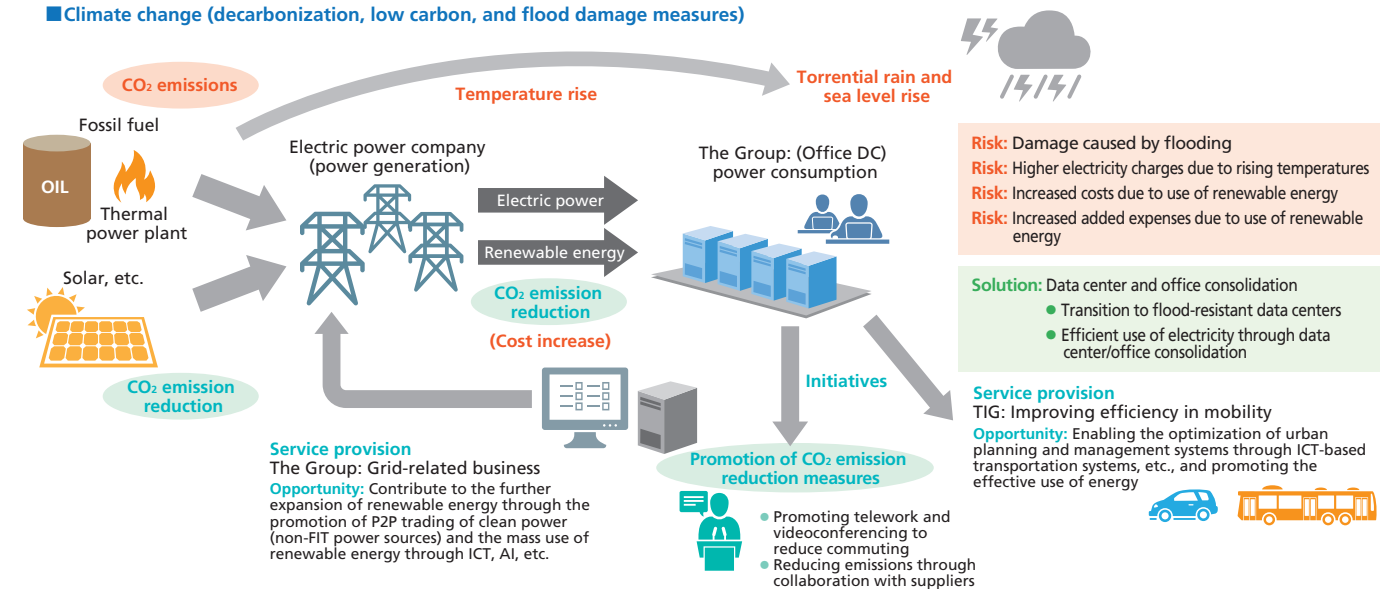 ■Climate change (decarbonization, low carbon, and flood damage measures)
CO₂ emissions
Temperature rise
Torrential rain and
sea level rise
Fossil fuel
OIL
Thermal
power plant
Solar, etc.
CO₂ emission
reduction
Electric power company
(power generation)
Electric power
Renewable energy
CO₂ emission
reduction
(Cost increase)
The Group: (Office DC)
power consumption
Risk: Damage caused by flooding
Risk: Higher electricity charges due to rising temperatures
Risk: Increased costs due to use of renewable energy
Risk: Increased added expenses due to use of renewable
energy
Solution: Data center and office consolidation
● Transition to flood-resistant data centers
● Efficient use of electricity through data
center/office consolidation
Service provision
The Group: Grid-related business
Opportunity: Contribute to the further
expansion of renewable energy through the
promotion of P2P trading of clean power
(non-FIT power sources) and the mass use of
renewable energy through ICT, AI, etc.
Initiatives
Promotion of CO₂ emission
reduction measures
● Promoting telework and
videoconferencing to
reduce commuting
● Reducing emissions through
collaboration with suppliers
Service provision
TIG: Improving efficiency in mobility
Opportunity: Enabling the optimization of urban
planning and management systems through ICT-based
transportation systems, etc., and promoting the
effective use of energy